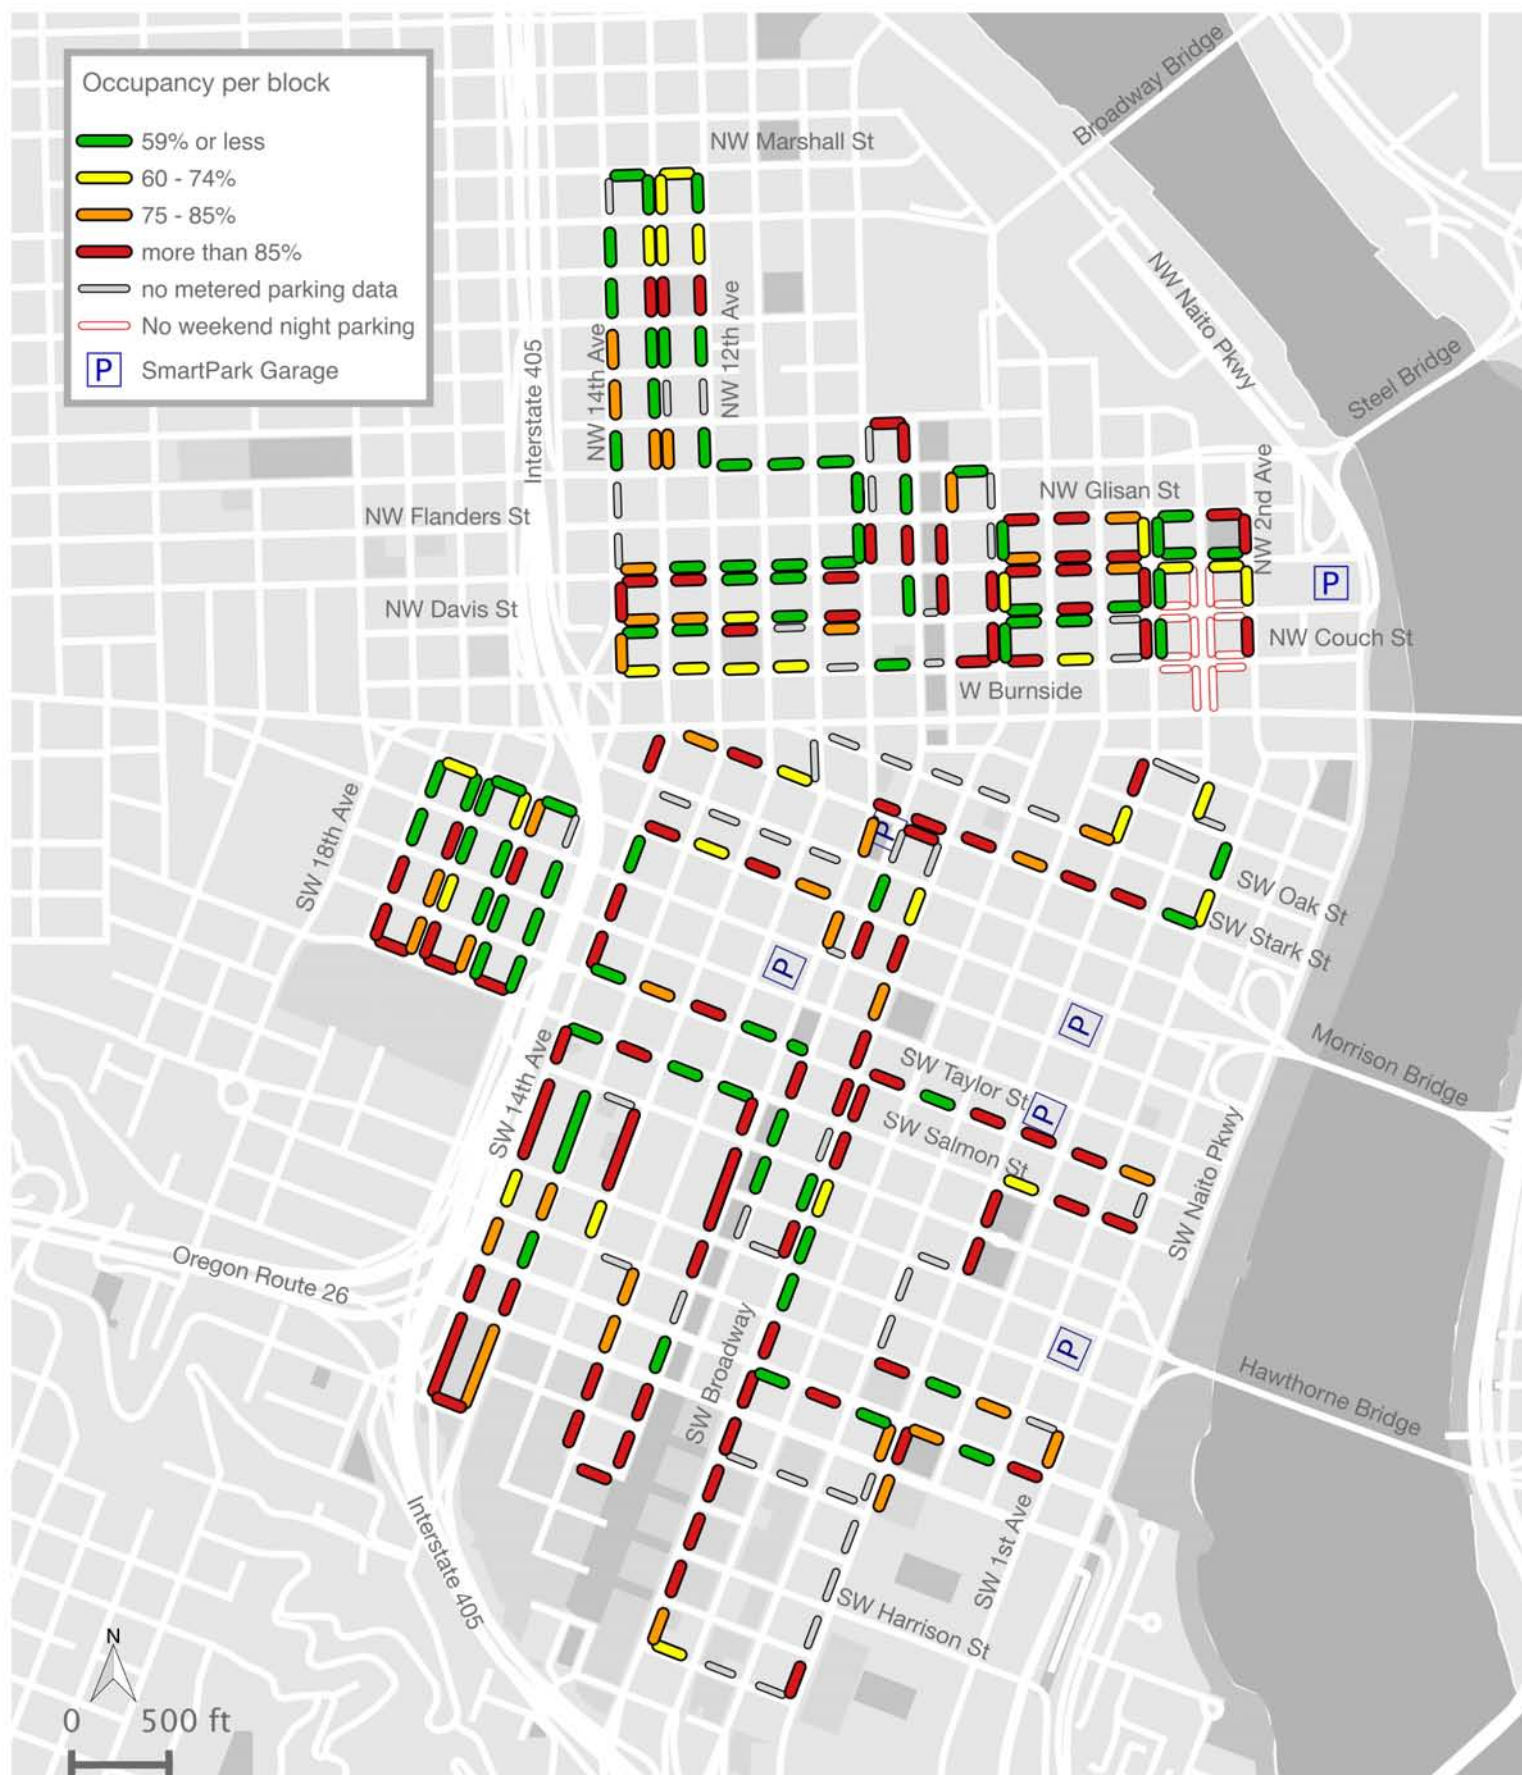 Occupancy per block
59% or less
60 - 74%
75 - 85%
more than 85%
no metered parking data
No weekend night parking
P SmartPark Garage
Broadway Bridge
NW Marshall St
NW Naito Pkwy
NW 12th Ave
NW 14th Ave
Interstate 405
Steel Bridge
NW 2nd Ave
NW Glisan St
NW Flanders St
P
NW Davis St
NW Couch St
W Burnside
SW 18th Ave
P
SW Oak St
SW Stark St
P
P
Morrison Bridge
SW 14th Ave
SW Taylor St
P
SW Salmon St
SW Naito Pkwy
Oregon Route 26
SW Broadway
P
Hawthorne Bridge
Interstate 405
SW 1st Ave
SW Harrison St
N
0 500 ft